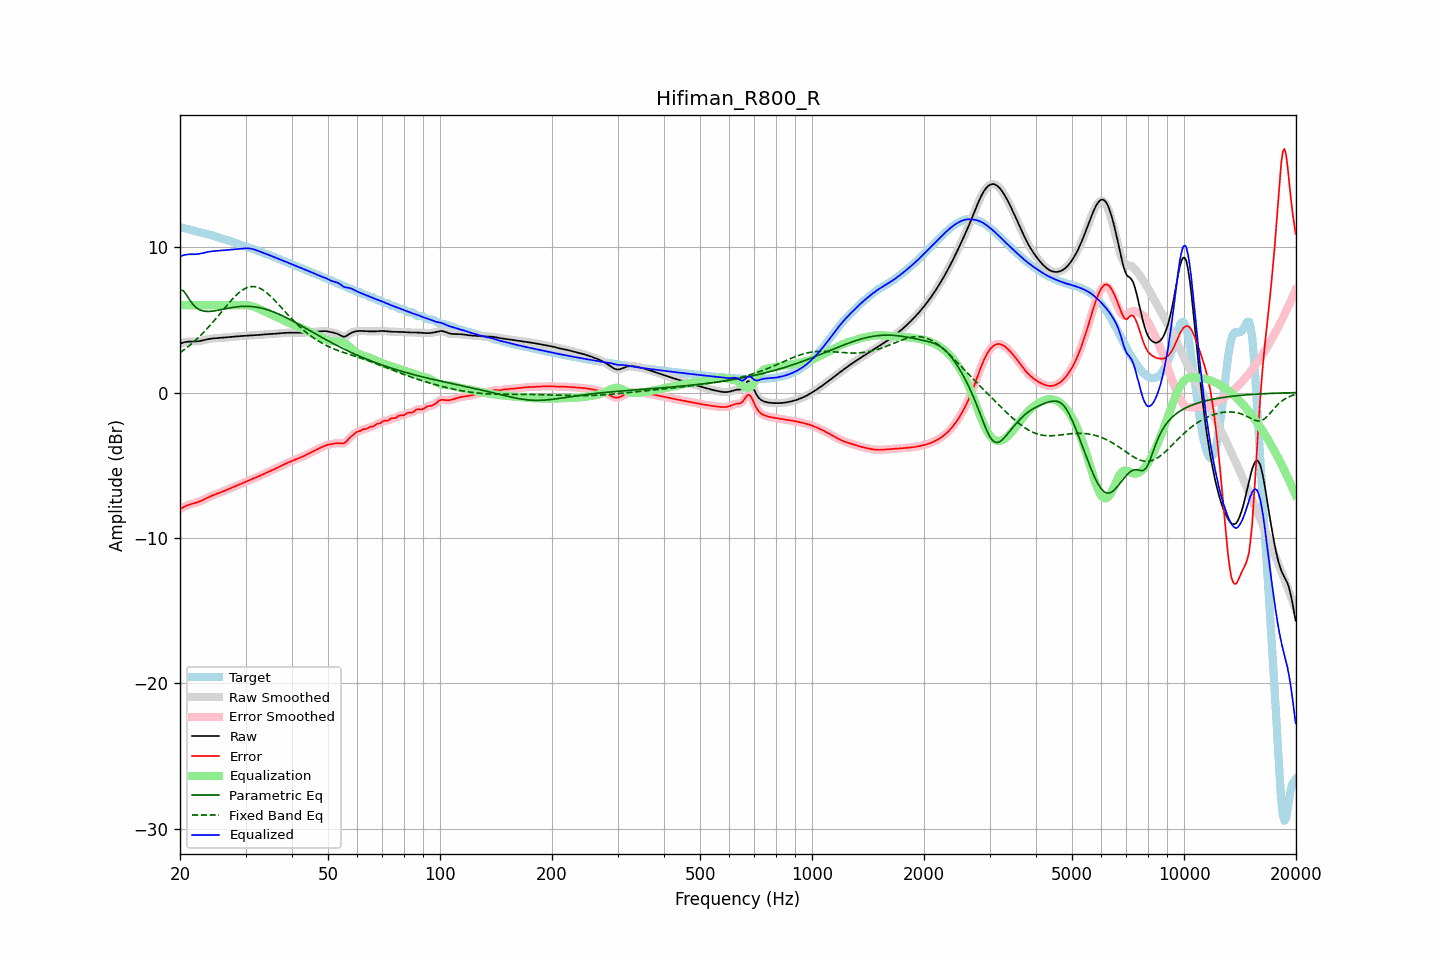 Hifiman_R800_R
Amplitude (dBr)
10
0
−10
−20
−30
Target
Raw Smoothed
Error Smoothed
Raw
Error
Equalization
Parametric Eq
Fixed Band Eq
Equalized
20 50 100 200 500 1000 2000 5000 10000 20000
Frequency (Hz)